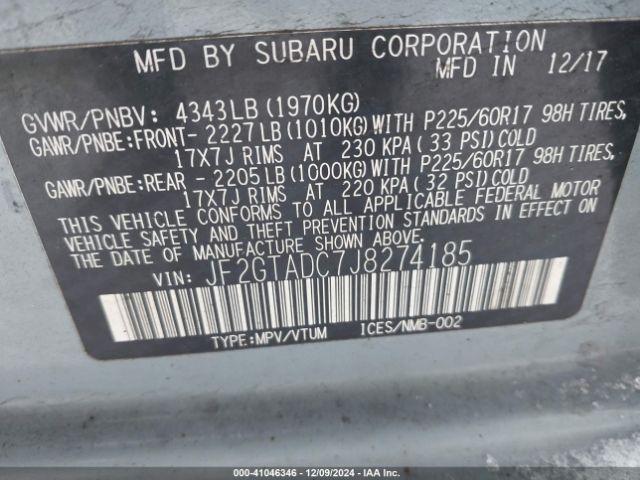 MFD BY SUBARU CORPORATION
MFD IN 12/17
GVWR/PNBV: 4343LB (1970KG)
GAWR/PNBE:FRONT- 2227LB (1010KG) WITH P225/60R17 98H TIRES,
17X7J RIMS AT 230 KPA (33 PSI) COLD
GAWR/PNBE:REAR - 2205LB (1000KG) WITH P225/60R17 98H TIRES,
17X7J RIMS AT 220 KPA (32 PSI) COLD
THIS VEHICLE CONFORMS TO ALL APPLICABLE FEDERAL MOTOR
VEHICLE SAFETY AND THEFT PREVENTION STANDARDS IN EFFECT ON
THE DATE OF MANUFACTURE SHOWN ABOVE.
VIN: JF2GTADC7J8274185
TYPE:MPV/VTUM ICES/NMB-002
000-41046346 | 12/09/2024 | IAA Inc.